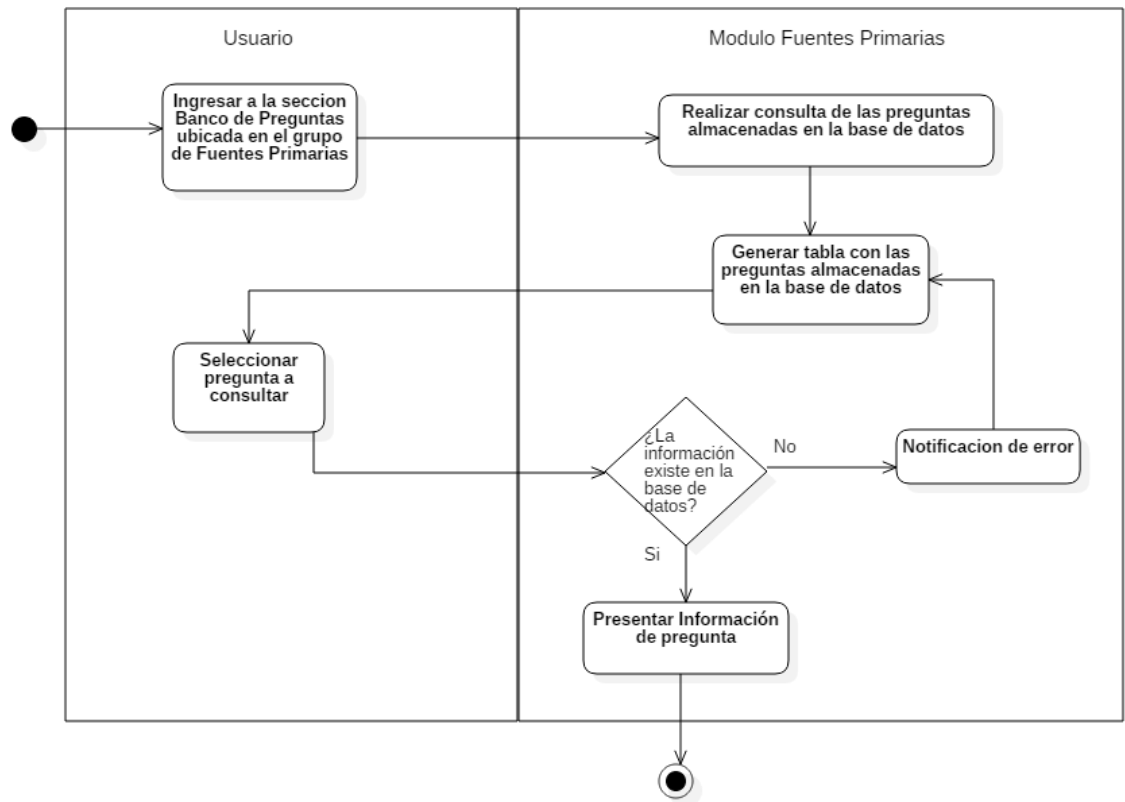 Usuario
Modulo Fuentes Primarias
Ingresar a la seccion
Banco de Preguntas
ubicada en el grupo
de Fuentes Primarias
Realizar consulta de las preguntas
almacenadas en la base de datos
Generar tabla con las
preguntas almacenadas
en la base de datos
Seleccionar
pregunta a
consultar
¿La
información
existe en la
base de
datos?
No
Notificacion de error
Si
Presentar Información
de pregunta